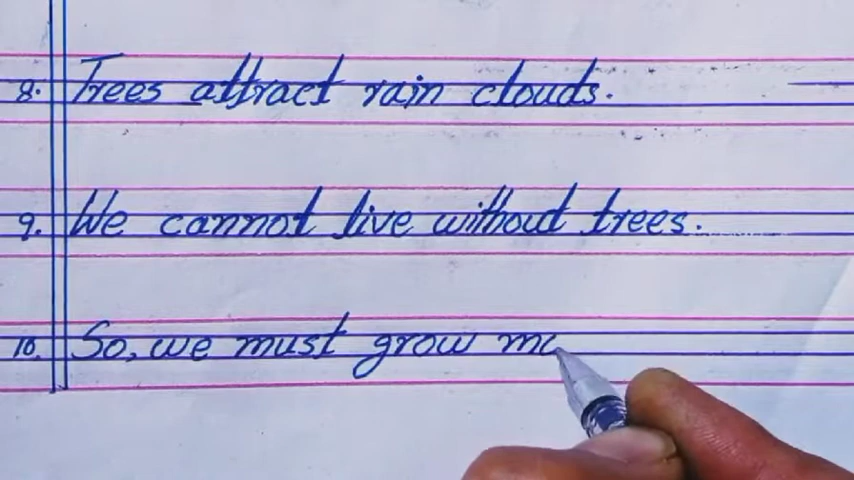 8. Trees attract rain clouds.
9. We cannot live without trees.
10. So, we must grow